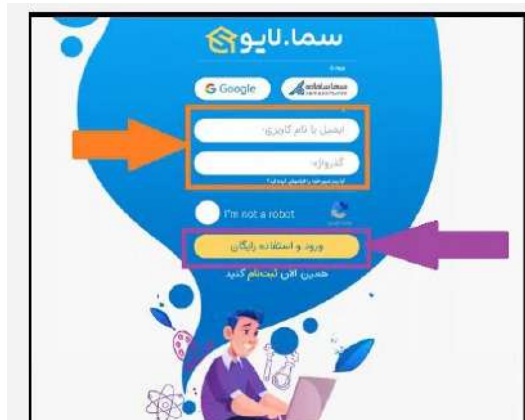 سما.لایو
Google
ایمیل یا نام کاربری*
گذرواژه*
I'm not a robot
ورود و استفاده رایگان
همین الان ثبت‌نام کنید